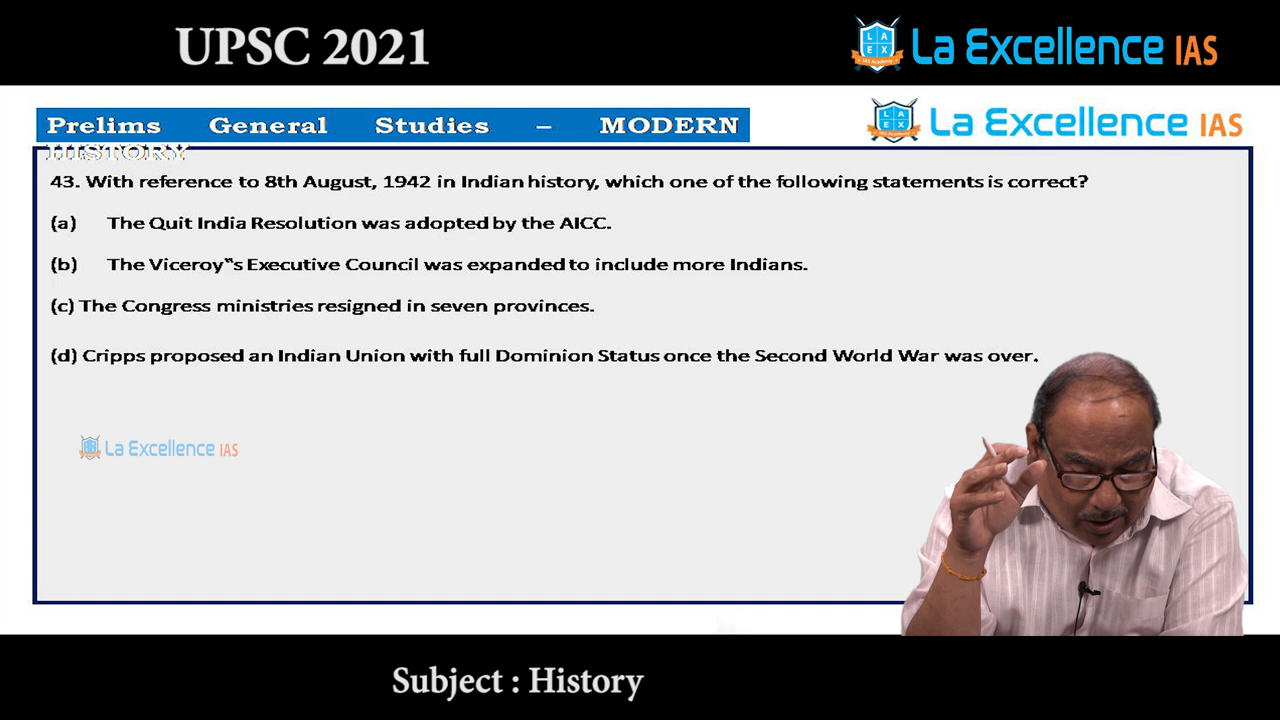 UPSC 2021
La Excellence IAS
Prelims General Studies – MODERN
HISTORY
La Excellence IAS
43. With reference to 8th August, 1942 in Indian history, which one of the following statements is correct?
(a) The Quit India Resolution was adopted by the AICC.
(b) The Viceroy‟s Executive Council was expanded to include more Indians.
(c) The Congress ministries resigned in seven provinces.
(d) Cripps proposed an Indian Union with full Dominion Status once the Second World War was over.
La Excellence IAS
Subject : History